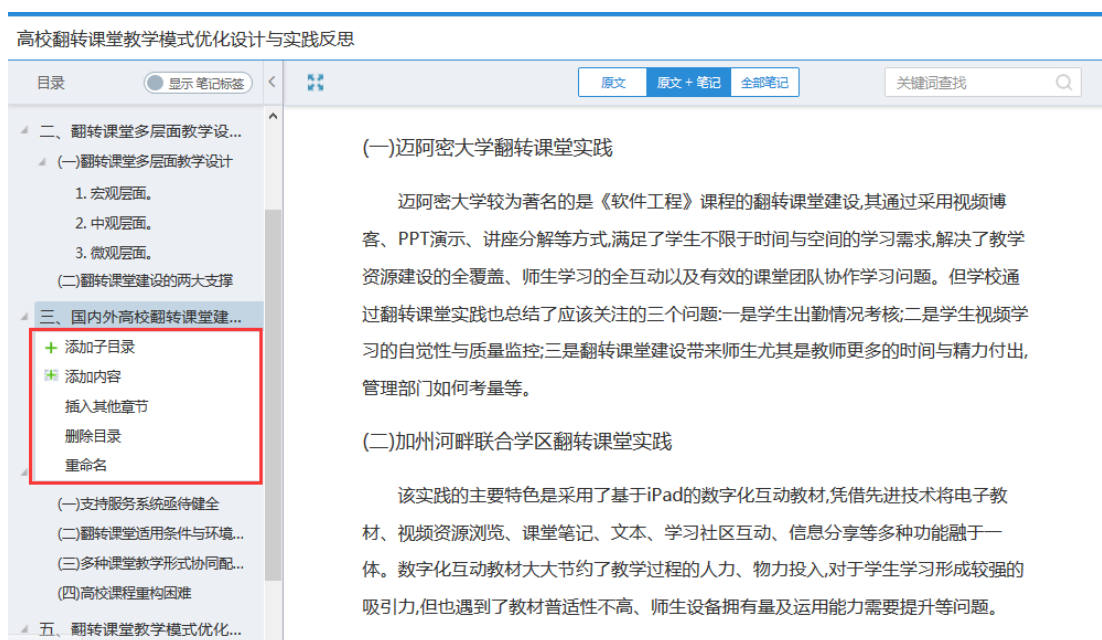 高校翻转课堂教学模式优化设计与实践反思
目录
显示 笔记标签
<
原文
原文 + 笔记
全部笔记
关键词查找
二、翻转课堂多层面教学设...
(一)翻转课堂多层面教学设计
1. 宏观层面。
2. 中观层面。
3. 微观层面。
(二)翻转课堂建设的两大支撑
三、国内外高校翻转课堂建...
+ 添加子目录
添加内容
插入其他章节
删除目录
重命名
(一)支持服务系统亟待健全
(二)翻转课堂适用条件与环境...
(三)多种课堂教学形式协同配...
(四)高校课程重构困难
五、翻转课堂教学模式优化...
(一)迈阿密大学翻转课堂实践
迈阿密大学较为著名的是《软件工程》课程的翻转课堂建设,其通过采用视频博
客、PPT演示、讲座分解等方式,满足了学生不限于时间与空间的学习需求,解决了教学
资源建设的全覆盖、师生学习的全互动以及有效的课堂团队协作学习问题。但学校通
过翻转课堂实践也总结了应该关注的三个问题:一是学生出勤情况考核;二是学生视频学
习的自觉性与质量监控;三是翻转课堂建设带来师生尤其是教师更多的时间与精力付出,
管理部门如何考量等。
(二)加州河畔联合学区翻转课堂实践
该实践的主要特色是采用了基于iPad的数字化互动教材,凭借先进技术将电子教
材、视频资源浏览、课堂笔记、文本、学习社区互动、信息分享等多种功能融于一
体。数字化互动教材大大节约了教学过程的人力、物力投入,对于学生学习形成较强的
吸引力,但也遇到了教材普适性不高、师生设备拥有量及运用能力需要提升等问题。